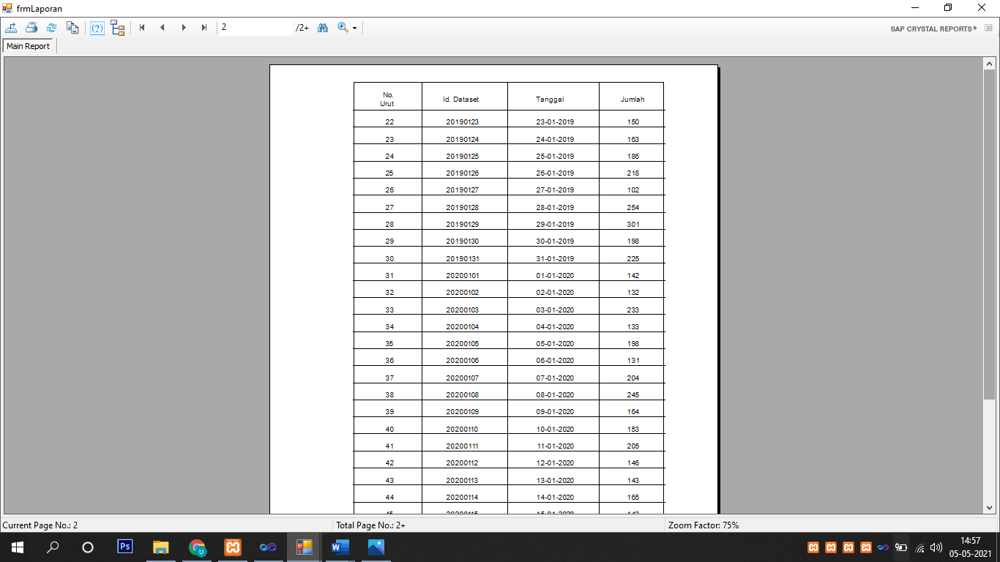 frmLaporan
2 /2+ SAP CRYSTAL REPORTS®
Main Report
No. Urut Id. Dataset Tanggal Jumlah
22 20190123 23-01-2019 150
23 20190124 24-01-2019 163
24 20190125 25-01-2019 186
25 20190126 26-01-2019 218
26 20190127 27-01-2019 102
27 20190128 28-01-2019 254
28 20190129 29-01-2019 301
29 20190130 30-01-2019 198
30 20190131 31-01-2019 225
31 20200101 01-01-2020 142
32 20200102 02-01-2020 132
33 20200103 03-01-2020 233
34 20200104 04-01-2020 133
35 20200105 05-01-2020 198
36 20200106 06-01-2020 131
37 20200107 07-01-2020 204
38 20200108 08-01-2020 245
39 20200109 09-01-2020 164
40 20200110 10-01-2020 153
41 20200111 11-01-2020 205
42 20200112 12-01-2020 146
43 20200113 13-01-2020 143
44 20200114 14-01-2020 165
Current Page No.: 2 Total Page No.: 2+ Zoom Factor: 75%
Ps
14:57
05-05-2021